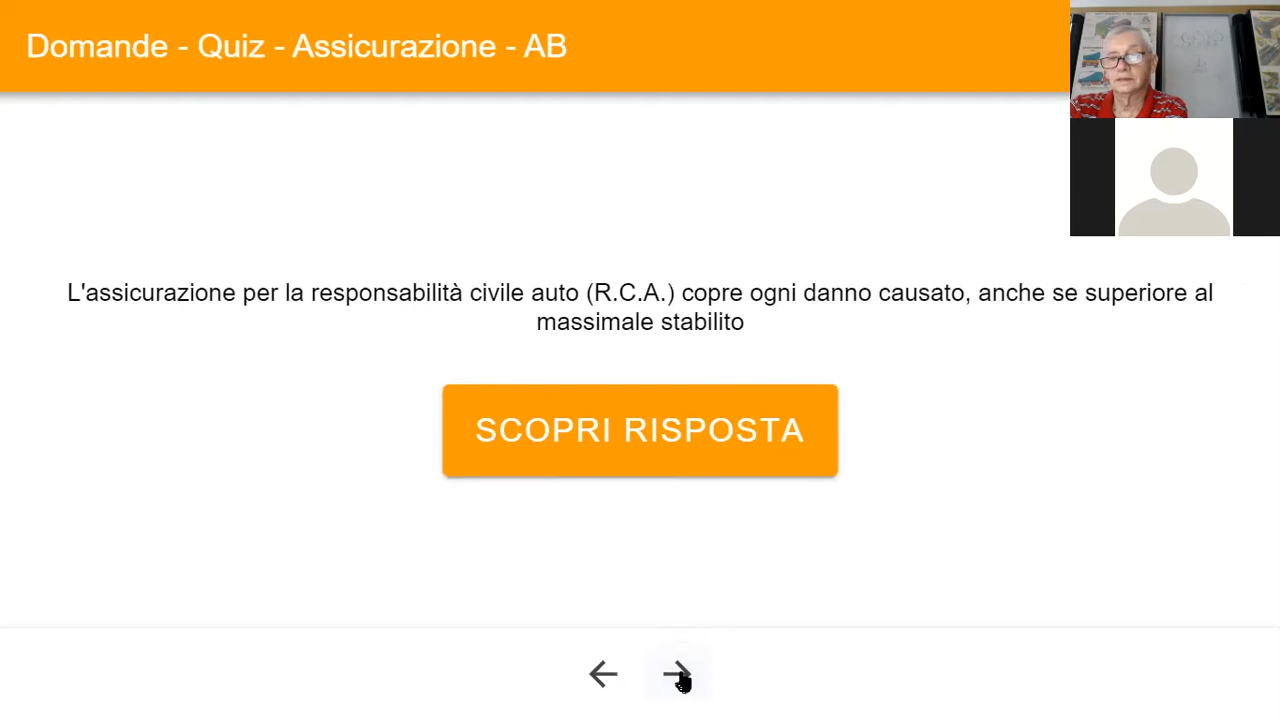 Domande - Quiz - Assicurazione - AB
L'assicurazione per la responsabilità civile auto (R.C.A.) copre ogni danno causato, anche se superiore al
massimale stabilito
SCOPRI RISPOSTA